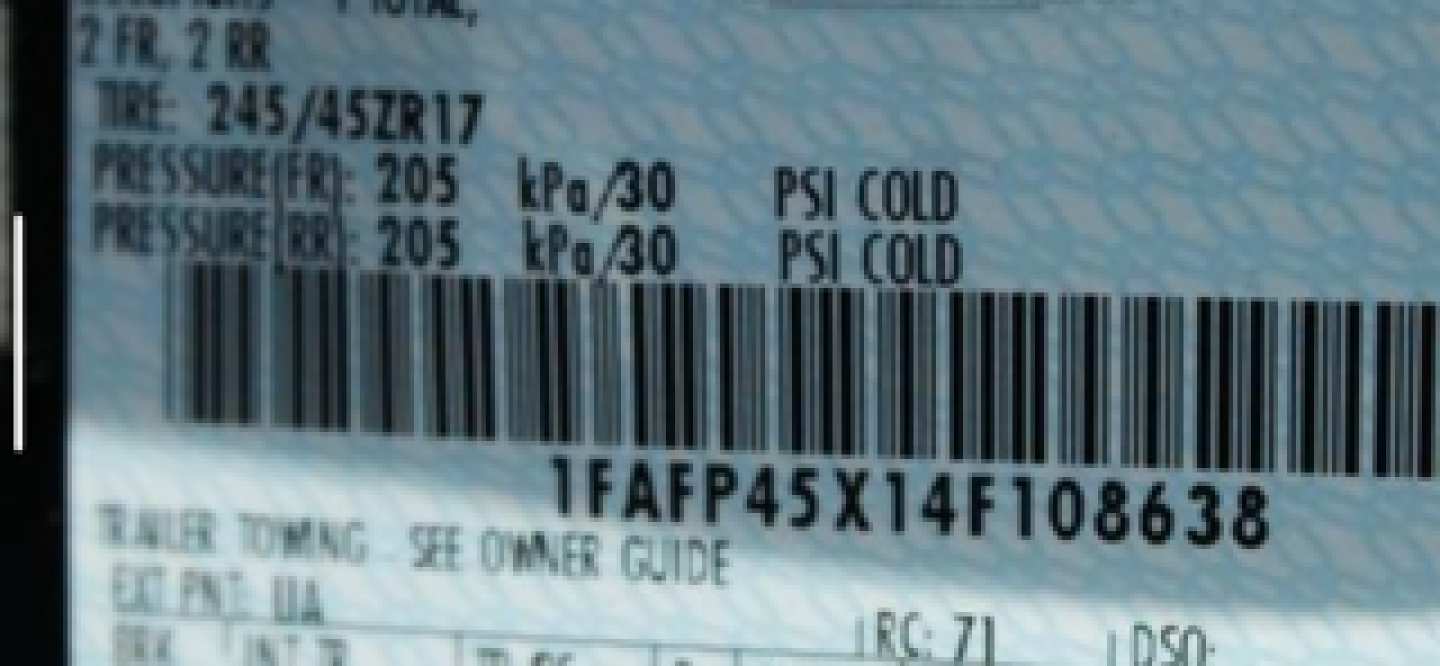 2 FR, 2 RR
TIRE: 245/45ZR17
PRESSURE(FR): 205 kPa/30 PSI COLD
PRESSURE(RR): 205 kPa/30 PSI COLD
1FAFP45X14F108638
TRAILER TOWING - SEE OWNER GUIDE
EXT PNT: UA
RC: 71 DSO: